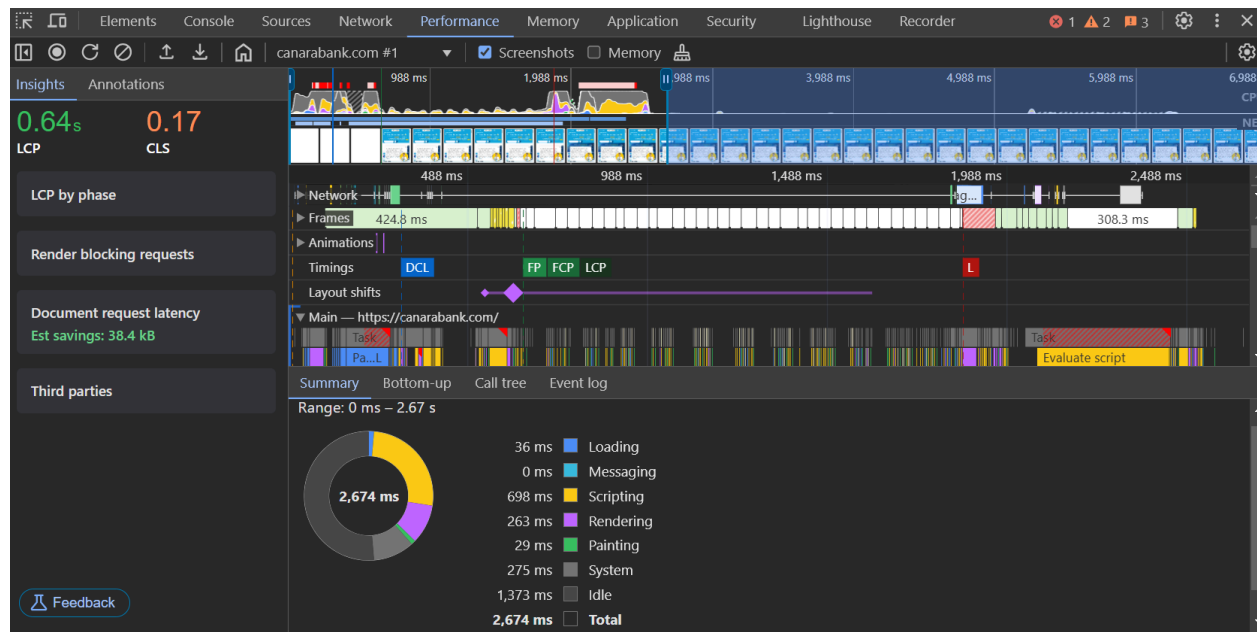 Elements Console Sources Network Performance Memory Application Security Lighthouse Recorder 1 2 3
canarabank.com #1 Screenshots Memory
Insights Annotations
0.64s 0.17
LCP CLS
LCP by phase
Render blocking requests
Document request latency
Est savings: 38.4 kB
Third parties
Feedback
988 ms 1,988 ms ,988 ms 3,988 ms 4,988 ms 5,988 ms 6,988
CP
NE
488 ms 988 ms 1,488 ms 1,988 ms 2,488 ms
Network
Frames 424.8 ms 308.3 ms
Animations
Timings DCL FP FCP LCP L
Layout shifts
Main — https://canarabank.com/
Task Task
Pa...L Evaluate script
Summary Bottom-up Call tree Event log
Range: 0 ms – 2.67 s
2,674 ms
36 ms Loading
0 ms Messaging
698 ms Scripting
263 ms Rendering
29 ms Painting
275 ms System
1,373 ms Idle
2,674 ms Total